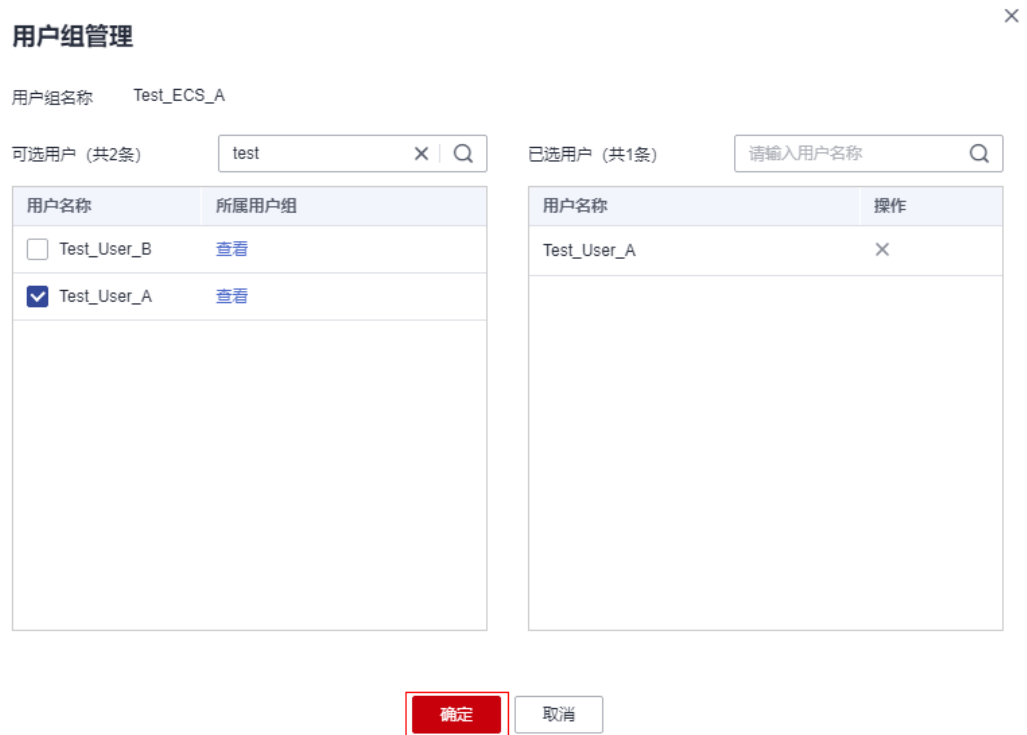 用户组管理
用户组名称 Test_ECS_A
可选用户（共2条） test
用户名称 所属用户组
Test_User_B 查看
Test_User_A 查看
已选用户（共1条） 请输入用户名称
用户名称 操作
Test_User_A
确定 取消